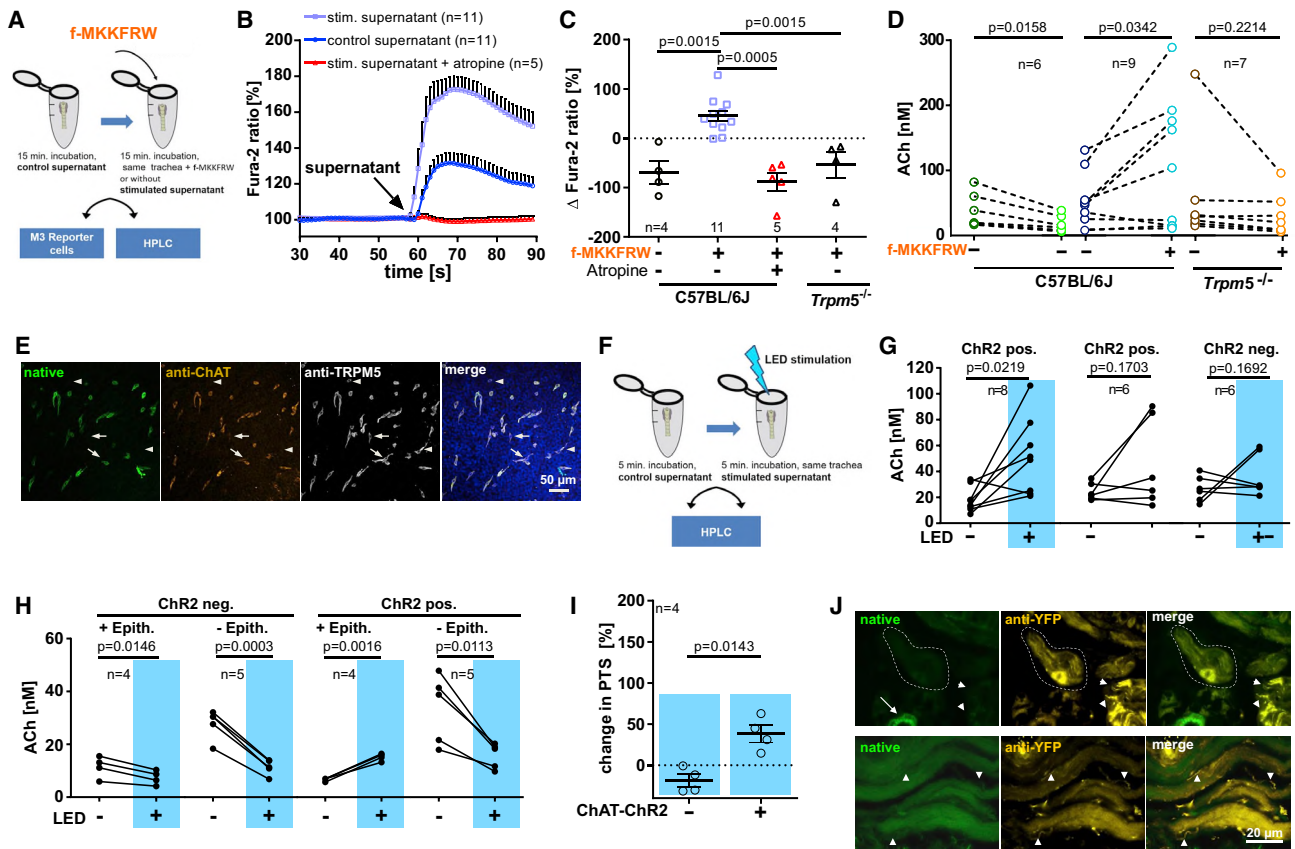 A
f-MKKFRW
15 min. incubation,
control supernatant
15 min. incubation,
same trachea + f-MKKFRW
or without
stimulated supernatant
M3 Reporter
cells
HPLC
B
stim. supernatant (n=11)
control supernatant (n=11)
stim. supernatant + atropine (n=5)
Fura-2 ratio [%]
180
160
140
120
100
supernatant
30 40 50 60 70 80 90
time [s]
C
p=0.0015
p=0.0015
p=0.0005
Δ Fura-2 ratio [%]
200
100
0
-100
-200
n=4 11 5 4
f-MKKFRW - + + +
Atropine - - + -
C57BL/6J
Trpm5-/-
D
p=0.0158 p=0.0342 p=0.2214
n=6 n=9 n=7
ACh [nM]
300
200
100
0
f-MKKFRW - + - + - +
C57BL/6J
Trpm5-/-
E
native
anti-ChAT
anti-TRPM5
merge
50 µm
F
LED stimulation
5 min. incubation,
control supernatant
5 min. incubation, same trachea
stimulated supernatant
HPLC
G
ChR2 pos. ChR2 pos. ChR2 neg.
p=0.0219 p=0.1703 p=0.1692
n=8 n=6 n=6
ACh [nM]
120
100
80
60
40
20
0
LED - + - - - +-
H
ChR2 neg. ChR2 pos.
+ Epith. - Epith. + Epith. - Epith.
p=0.0146 p=0.0003 p=0.0016 p=0.0113
n=4 n=5 n=4 n=5
ACh [nM]
60
40
20
0
LED - + - + - + - +
I
n=4
p=0.0143
change in PTS [%]
200
150
100
50
0
ChAT-ChR2 - +
J
native
anti-YFP
merge
native
anti-YFP
merge
20 µm